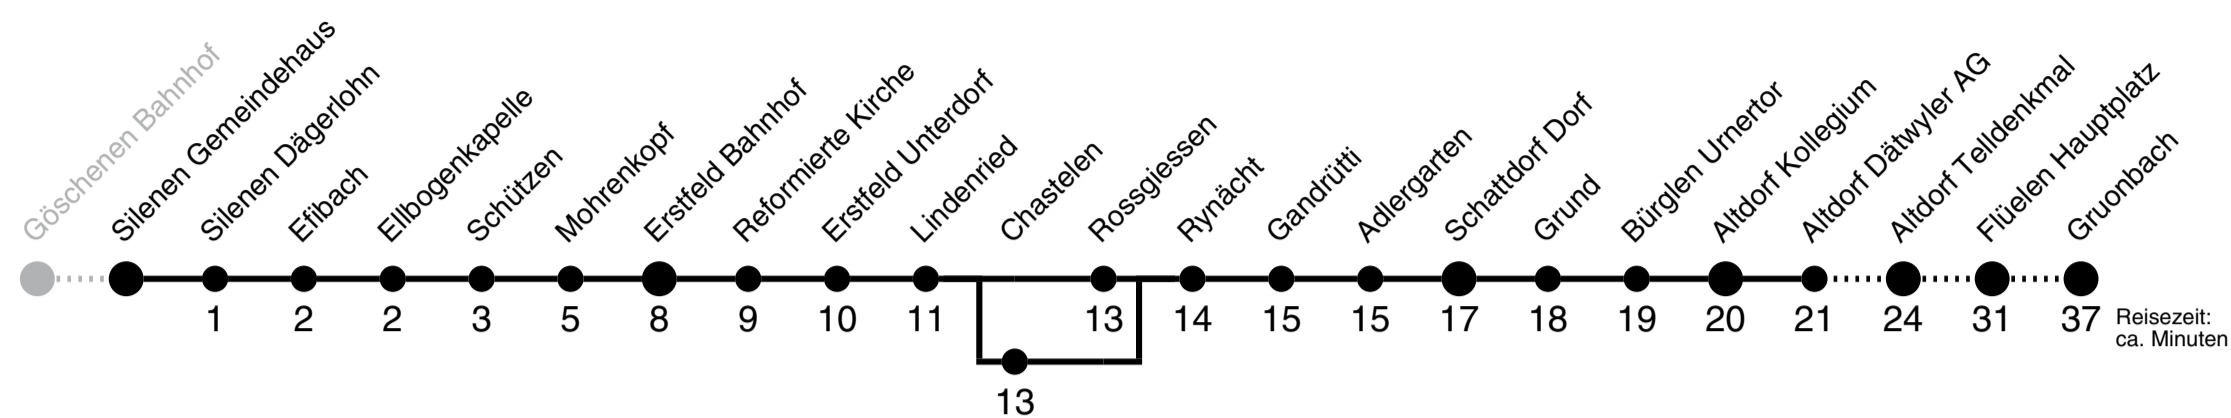 Göschenen Bahnhof
Silenen Gemeindehaus
Silenen Dägerlohn
Efibach
Ellbogenkapelle
Schützen
Mohrenkopf
Erstfeld Bahnhof
Reformierte Kirche
Erstfeld Unterdorf
Lindenried
Chastelen
Rossgiessen
Rynächt
Gandrütti
Adlergarten
Schattdorf Dorf
Grund
Bürglen Urnertor
Altdorf Kollegium
Altdorf Dätwyler AG
Altdorf Telldenkmal
Flüelen Hauptplatz
Gruonbach
1 2 2 3 5 8 9 10 11 13 14 15 15 17 18 19 20 21 24 31 37 Reisezeit:
ca. Minuten
13